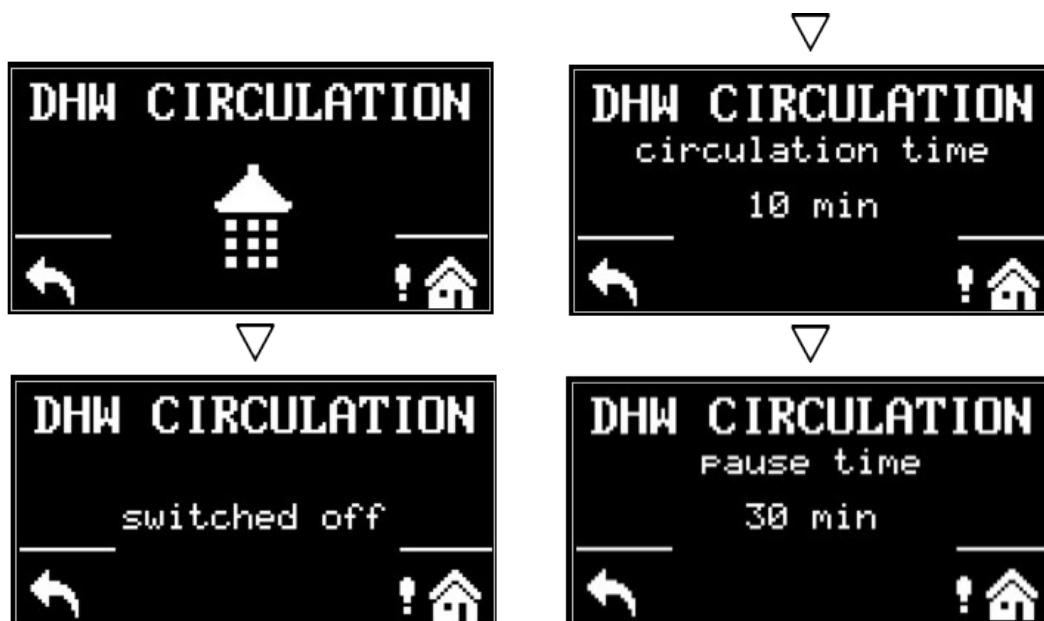 DHW CIRCULATION
DHW CIRCULATION
switched off
DHW CIRCULATION
circulation time
10 min
DHW CIRCULATION
pause time
30 min